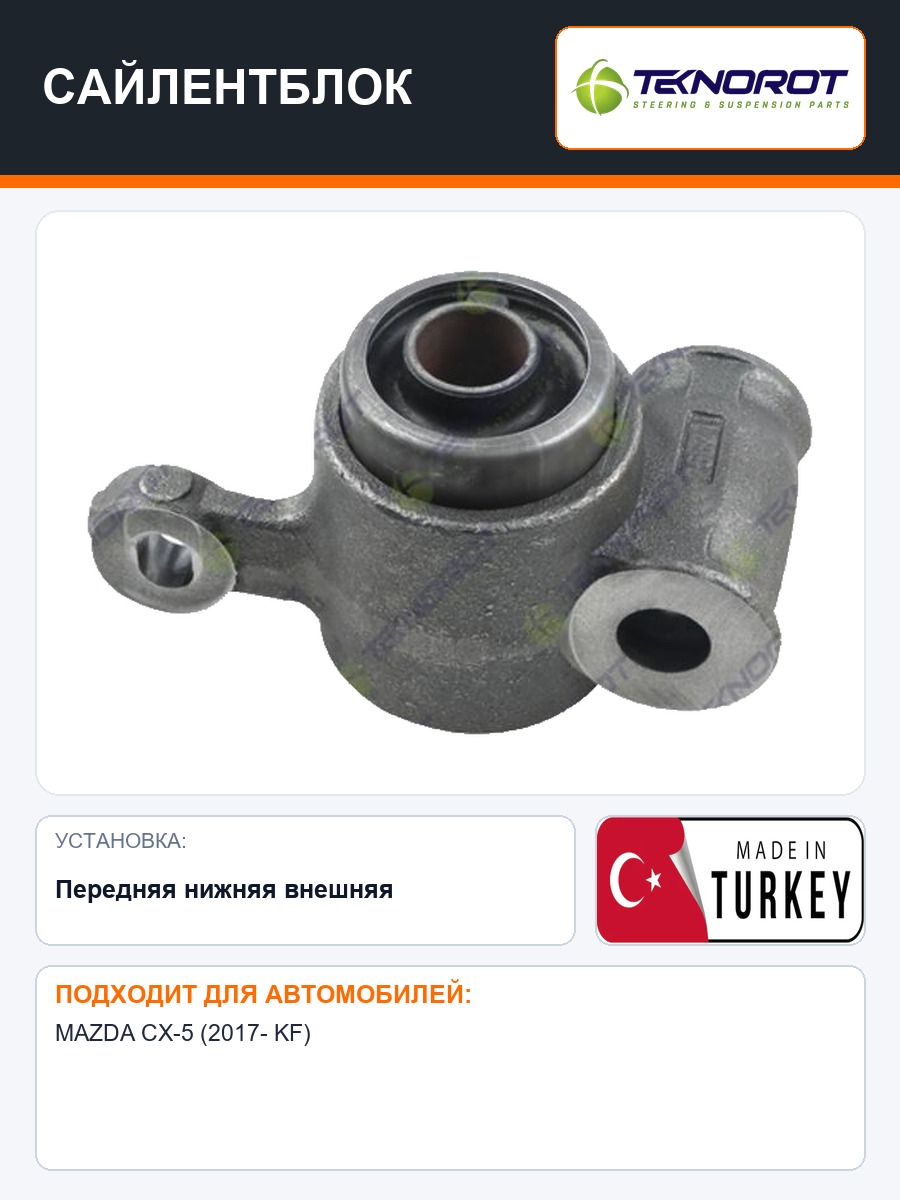 САЙЛЕНТБЛОК
TEKNOROT
STEERING & SUSPENSION PARTS
УСТАНОВКА:
Передняя нижняя внешняя
MADE IN
TURKEY
ПОДХОДИТ ДЛЯ АВТОМОБИЛЕЙ:
MAZDA CX-5 (2017- KF)